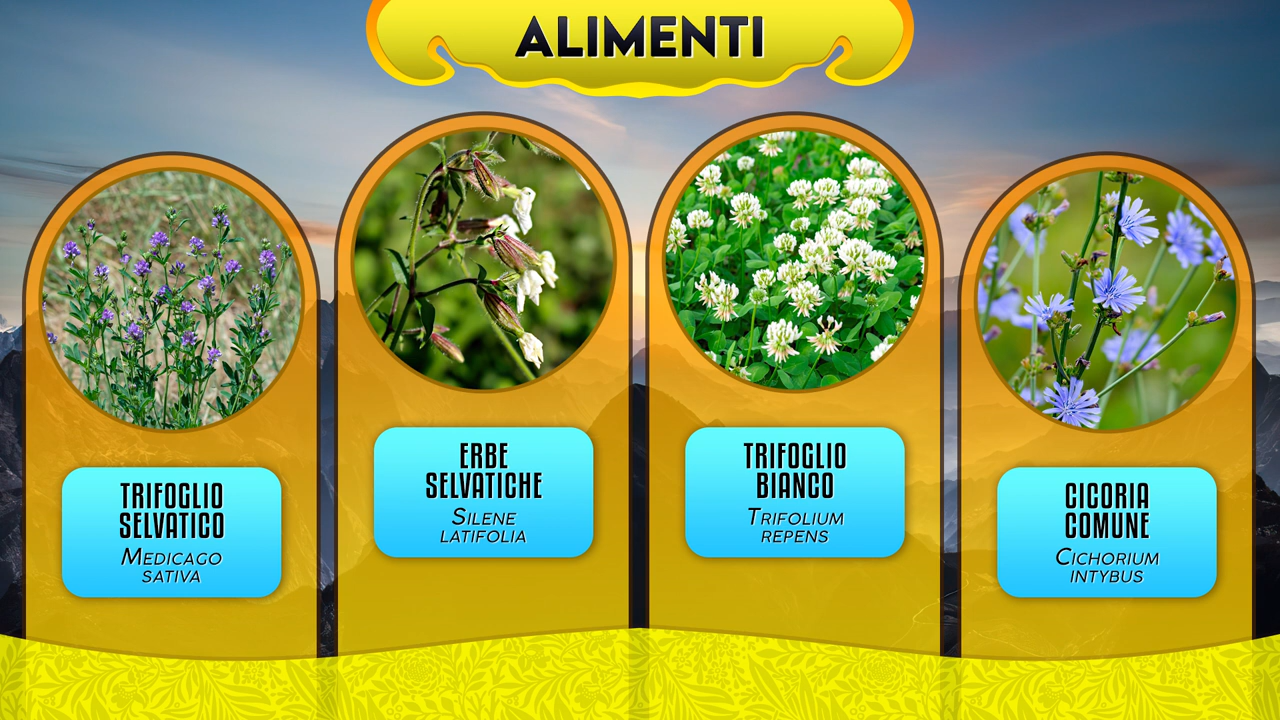 ALIMENTI
TRIFOGLIO
SELVATICO
Medicago
sativa
ERBE
SELVATICHE
Silene
latifolia
TRIFOGLIO
BIANCO
Trifolium
repens
CICORIA
COMUNE
Cichorium
intybus